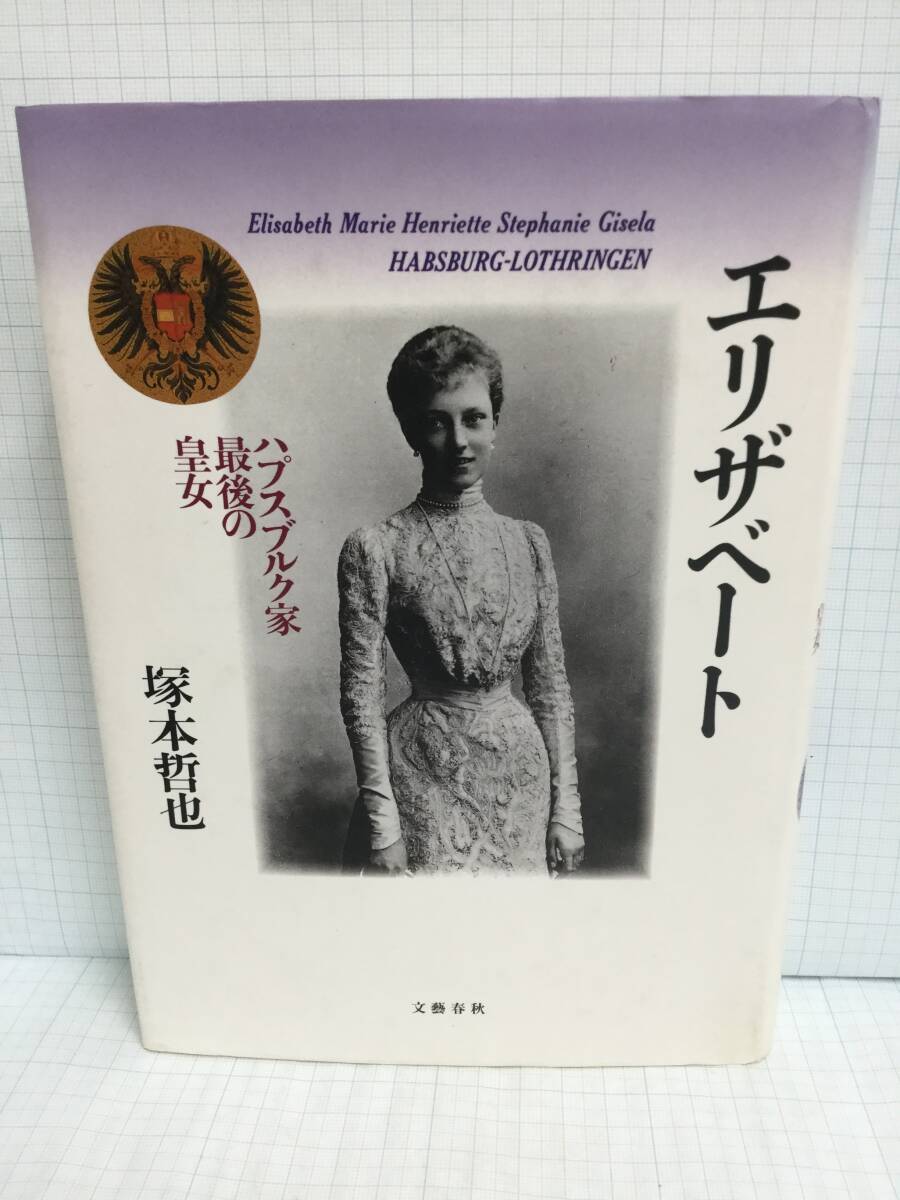 Elisabeth Marie Henriette Stephanie Gisela
HABSBURG-LOTHRINGEN
エリザベート
ハプスブルク家
最後の
皇女
塚本哲也
文藝春秋